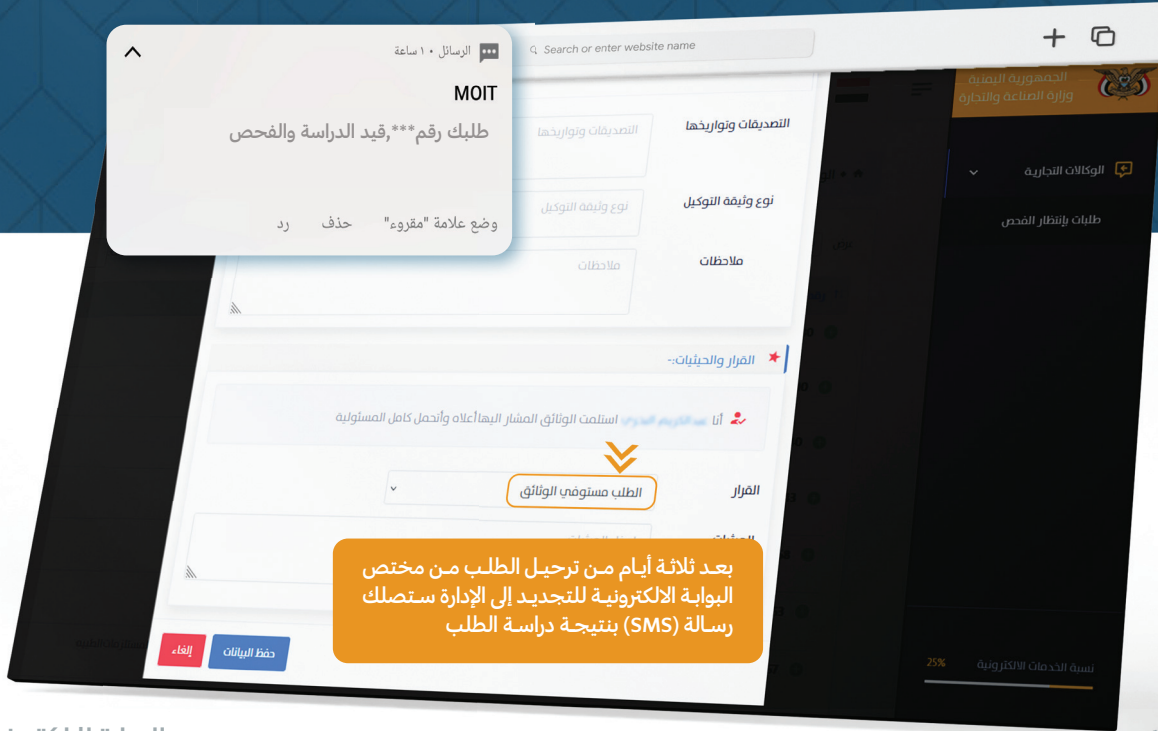 الرسائل • ١ ساعة
MOIT
طلبك رقم***,قيد الدراسة والفحص
وضع علامة "مقروء"
حذف
رد
Search or enter website name
الجمهورية اليمنية
وزارة الصناعة والتجارة
الوكالات التجارية
طلبات بإنتظار الفحص
نسبة الخدمات الالكترونية
25%
التصديقات وتواريخها
التصديقات وتواريخها
نوع وثيقة التوكيل
نوع وثيقة التوكيل
ملاحظات
ملاحظات
القرار والحيثيات:-
أنا استلمت الوثائق المشار اليها أعلاه وأتحمل كامل المسئولية
القرار
الطلب مستوفي الوثائق
بعد ثلاثة أيام من ترحيل الطلب من مختص
البوابة الالكترونية للتجديد إلى الإدارة ستصلك
رسالة (SMS) بنتيجة دراسة الطلب
حفظ البيانات
إلغاء